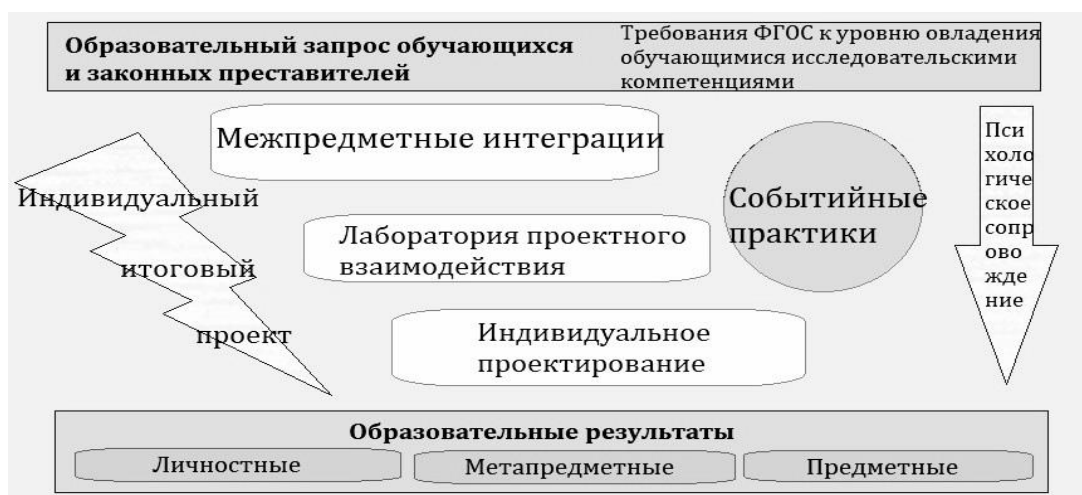 Образовательный запрос обучающихся
и законных преставителей
Требования ФГОС к уровню овладения
обучающимися исследовательскими
компетенциями
Межпредметные интеграции
Индивидуальный
итоговый
проект
Лаборатория проектного
взаимодействия
Индивидуальное
проектирование
Событийные
практики
Пси
холо
гиче
ское
сопр
ово
жде
ние
Образовательные результаты
Личностные
Метапредметные
Предметные